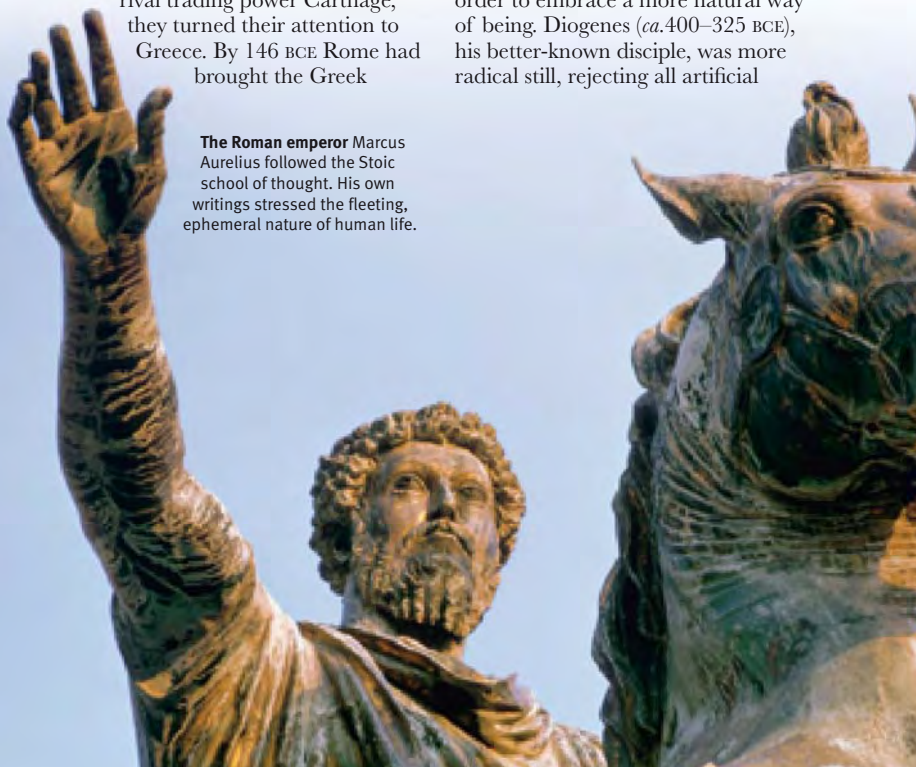 rival trading power Carthage,
they turned their attention to
Greece. By 146 BCE Rome had
brought the Greek
The Roman emperor Marcus
Aurelius followed the Stoic
school of thought. His own
writings stressed the fleeting,
ephemeral nature of human life.
order to embrace a more natural way
of being. Diogenes (ca.400–325 BCE),
his better-known disciple, was more
radical still, rejecting all artificial